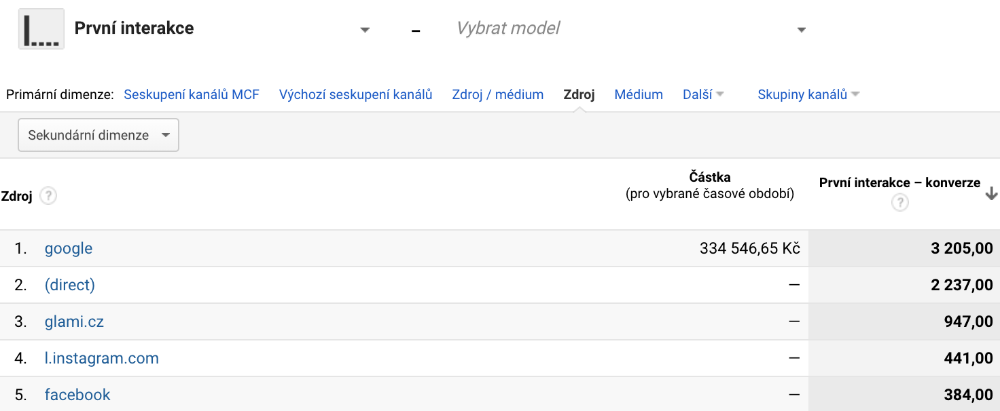 První interakce – Vybrat model
Primární dimenze: Seskupení kanálů MCF Výchozí seskupení kanálů Zdroj / médium Zdroj Médium Další Skupiny kanálů
Sekundární dimenze
Zdroj ? Částka (pro vybrané časové období) První interakce – konverze ?
1. google 334 546,65 Kč 3 205,00
2. (direct) — 2 237,00
3. glami.cz — 947,00
4. l.instagram.com — 441,00
5. facebook — 384,00